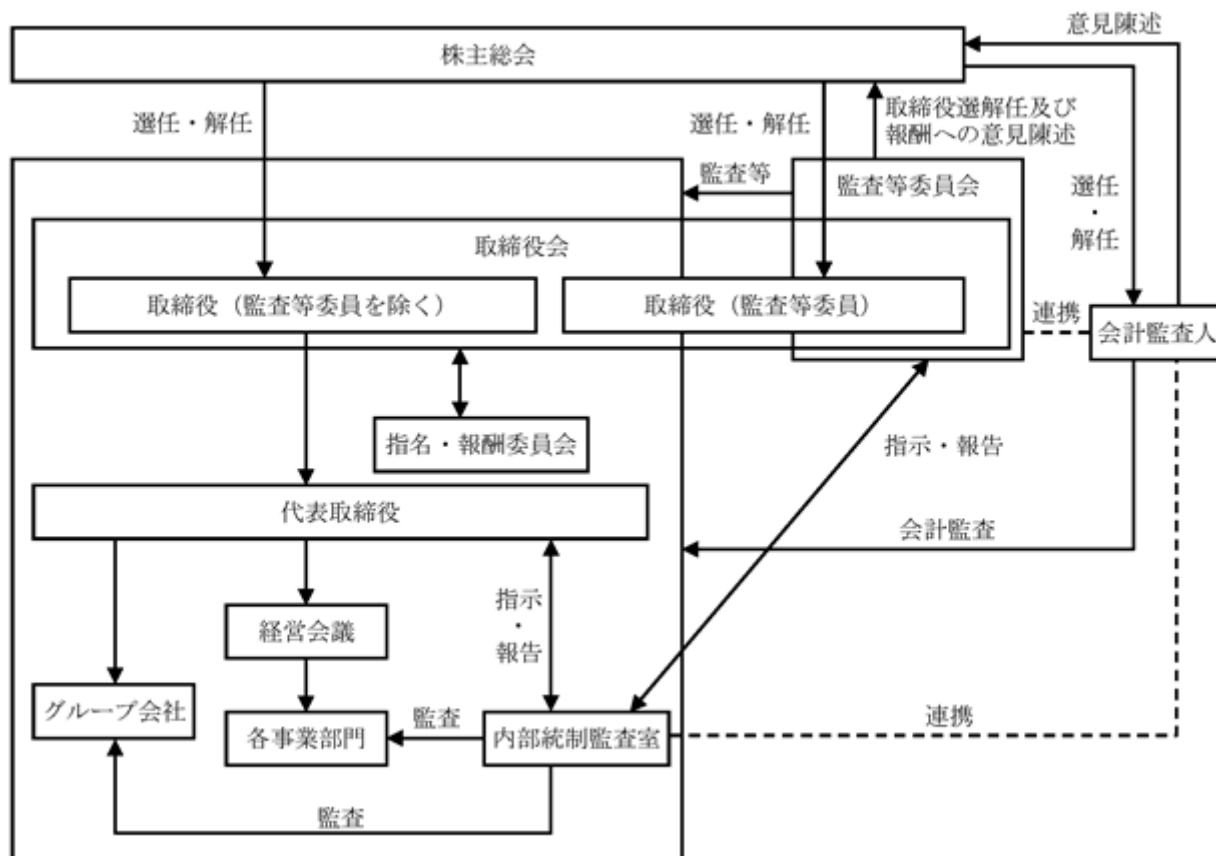 意見陳述
株主総会
選任・解任
選任・解任
取締役選解任及び
報酬への意見陳述
監査等
監査等委員会
選任
・
解任
取締役会
取締役（監査等委員を除く）
取締役（監査等委員）
連携
会計監査人
指名・報酬委員会
指示・報告
代表取締役
会計監査
指示
・
報告
経営会議
グループ会社
各事業部門
監査
内部統制監査室
連携
監査